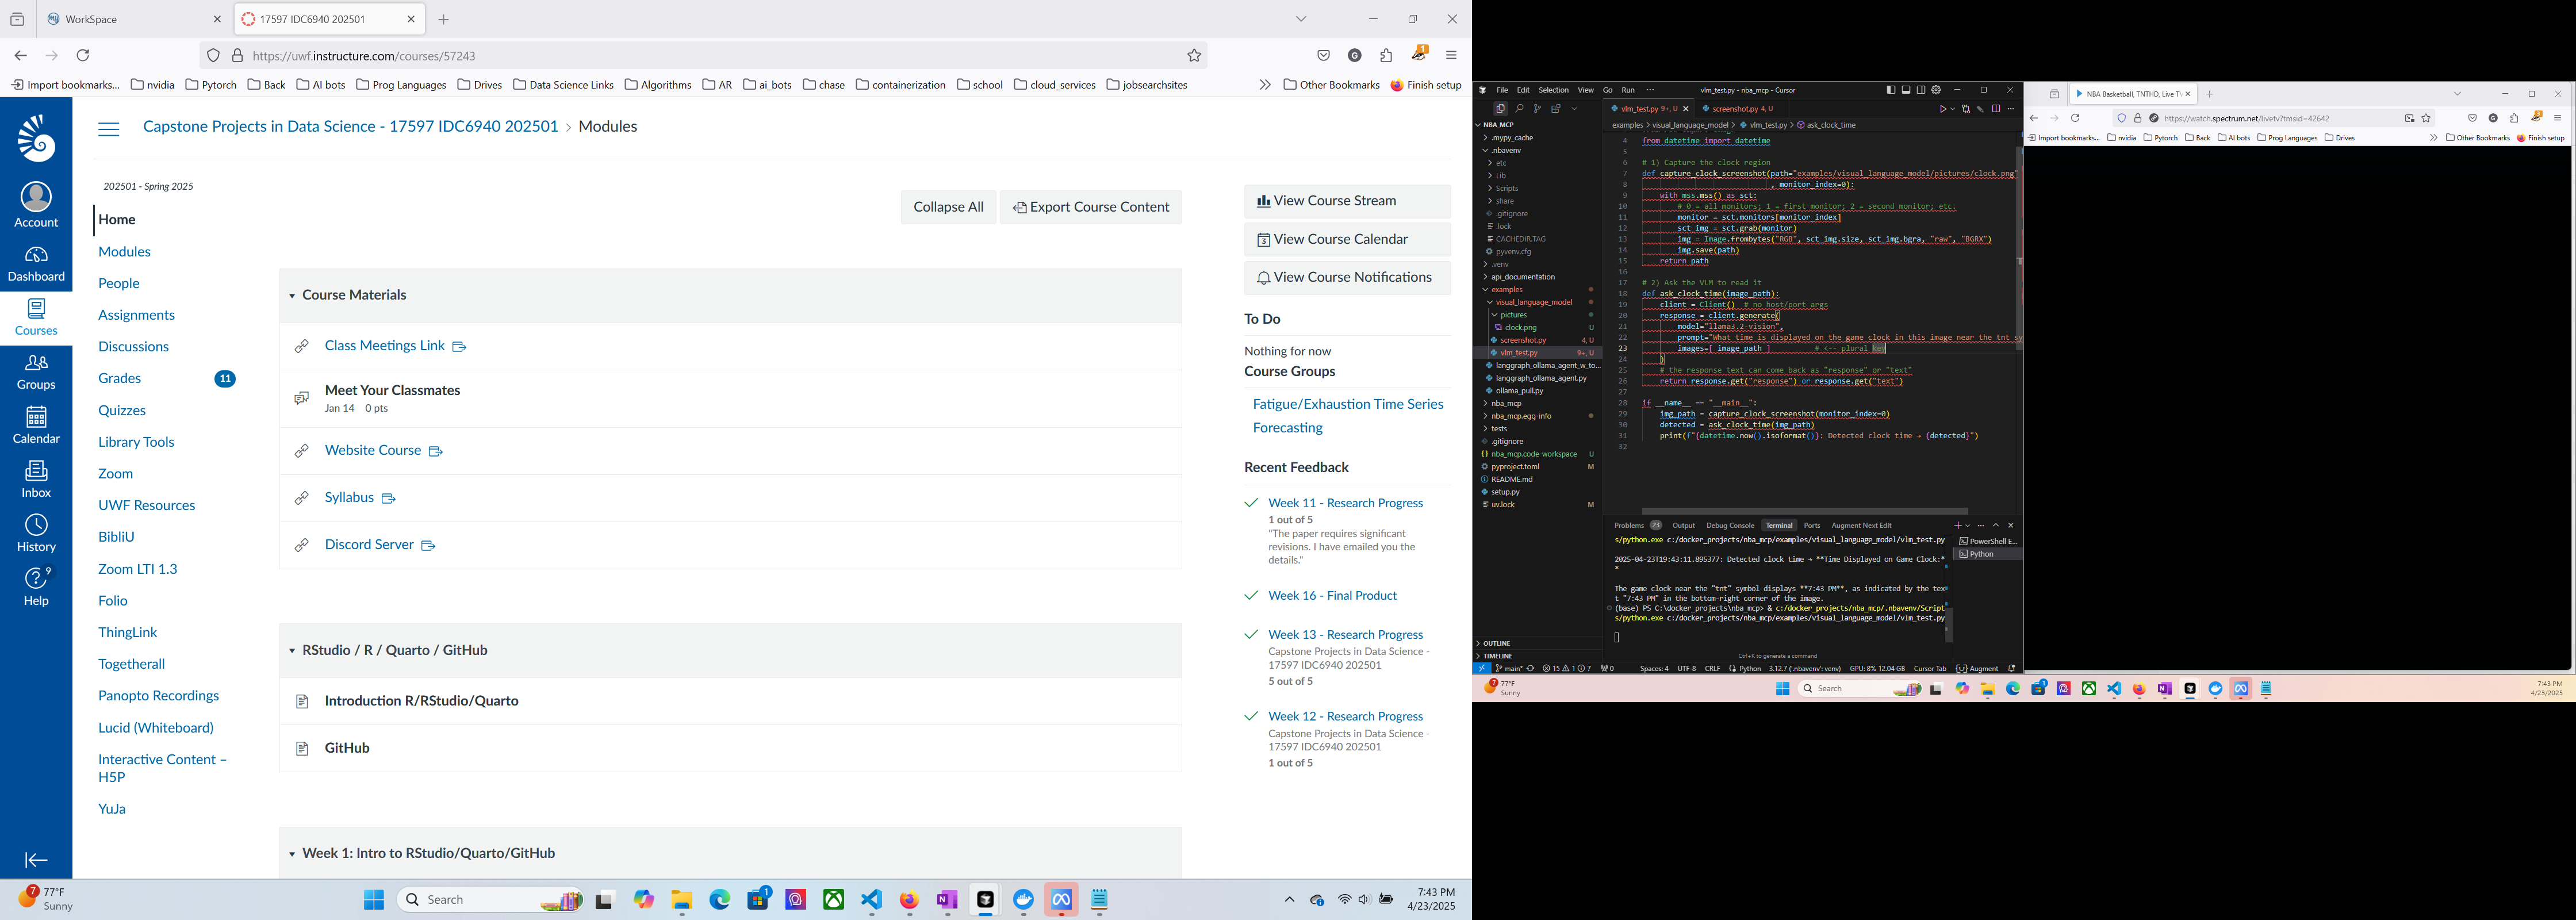 WorkSpace
17597 IDC6940 202501
https://uwf.instructure.com/courses/57243
Import bookmarks...
nvidia
Pytorch
Back
AI bots
Prog Languages
Drives
Data Science Links
Algorithms
AR
ai_bots
chase
containerization
school
cloud_services
jobsearchsites
Other Bookmarks
Finish setup
Account
Dashboard
Courses
Groups
Calendar
Inbox
History
9
Help
Capstone Projects in Data Science - 17597 IDC6940 202501 > Modules
202501 - Spring 2025
Home
Modules
People
Assignments
Discussions
Grades 11
Quizzes
Library Tools
Zoom
UWF Resources
BibliU
Zoom LTI 1.3
Folio
ThingLink
Togetherall
Panopto Recordings
Lucid (Whiteboard)
Interactive Content –
H5P
YuJa
Collapse All
Export Course Content
Course Materials
Class Meetings Link
Meet Your Classmates
Jan 14 0 pts
Website Course
Syllabus
Discord Server
RStudio / R / Quarto / GitHub
Introduction R/RStudio/Quarto
GitHub
Week 1: Intro to RStudio/Quarto/GitHub
View Course Stream
View Course Calendar
View Course Notifications
To Do
Nothing for now
Course Groups
Fatigue/Exhaustion Time Series
Forecasting
Recent Feedback
Week 11 - Research Progress
1 out of 5
"The paper requires significant
revisions. I have emailed you the
details."
Week 16 - Final Product
Week 13 - Research Progress
Capstone Projects in Data Science -
17597 IDC6940 202501
5 out of 5
Week 12 - Research Progress
Capstone Projects in Data Science -
17597 IDC6940 202501
1 out of 5
7
77°F
Sunny
Search
1
7:43 PM
4/23/2025
File Edit Selection View Go Run ···
vlm_test.py - nba_mcp - Cursor
NBA_MCP
.mypy_cache
.nbavenv
etc
Lib
Scripts
share
.gitignore
.lock
CACHEDIR.TAG
pyvenv.cfg
.venv
api_documentation
examples
visual_language_model
pictures
clock.png U
screenshot.py 4, U
vlm_test.py 9+, U
langgraph_ollama_agent_w_to...
langgraph_ollama_agent.py
ollama_pull.py
nba_mcp
nba_mcp.egg-info
tests
.gitignore
nba_mcp.code-workspace U
pyproject.toml M
README.md
setup.py
uv.lock M
OUTLINE
TIMELINE
vlm_test.py 9+, U
screenshot.py 4, U
examples > visual_language_model > vlm_test.py > ask_clock_time
4 from datetime import datetime
5
6 # 1) Capture the clock region
7 def capture_clock_screenshot(path="examples/visual_language_model/pictures/clock.png"
8 , monitor_index=0):
9 with mss.mss() as sct:
10 # 0 = all monitors; 1 = first monitor; 2 = second monitor; etc.
11 monitor = sct.monitors[monitor_index]
12 sct_img = sct.grab(monitor)
13 img = Image.frombytes("RGB", sct_img.size, sct_img.bgra, "raw", "BGRX")
14 img.save(path)
15 return path
16
17 # 2) Ask the VLM to read it
18 def ask_clock_time(image_path):
19 client = Client() # no host/port args
20 response = client.generate(
21 model="llama3.2-vision",
22 prompt="What time is displayed on the game clock in this image near the tnt sy
23 images=[ image_path ] # <-- plural key
24 )
25 # the response text can come back as "response" or "text"
26 return response.get("response") or response.get("text")
27
28 if __name__ == "__main__":
29 img_path = capture_clock_screenshot(monitor_index=0)
30 detected = ask_clock_time(img_path)
31 print(f"{datetime.now().isoformat()}: Detected clock time → {detected}")
32
Problems 23 Output Debug Console Terminal Ports Augment Next Edit
s/python.exe c:/docker_projects/nba_mcp/examples/visual_language_model/vlm_test.py
2025-04-23T19:43:11.895377: Detected clock time → **Time Displayed on Game Clock:*
*
The game clock near the "tnt" symbol displays **7:43 PM**, as indicated by the tex
t "7:43 PM" in the bottom-right corner of the image.
(base) PS C:\docker_projects\nba_mcp> & c:/docker_projects/nba_mcp/.nbavenv/Script
s/python.exe c:/docker_projects/nba_mcp/examples/visual_language_model/vlm_test.py
PowerShell E...
Python
Ctrl+K to generate a command
main* 15 1 7 0 Spaces: 4 UTF-8 CRLF Python 3.12.7 ('.nbavenv': venv) GPU: 8% 12.04 GB Cursor Tab Augment
NBA Basketball, TNTHD, Live TV
https://watch.spectrum.net/livetv?tmsid=42642
Import bookmarks... nvidia Pytorch Back AI bots Prog Languages Drives Other Bookmarks Finish setup
7
77°F
Sunny
Search
1
7:43 PM
4/23/2025